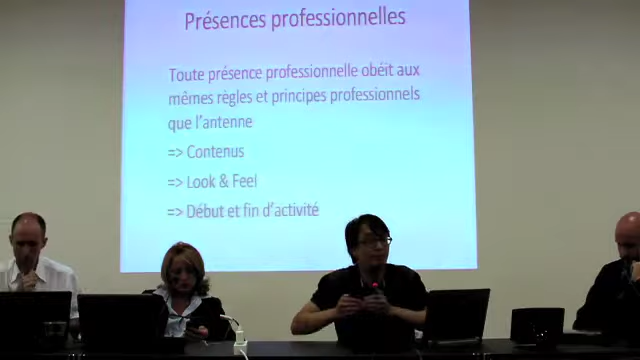 Présences professionnelles
Toute présence professionnelle obéit aux
mêmes règles et principes professionnels
que l'antenne
=> Contenus
=> Look & Feel
=> Début et fin d'activité